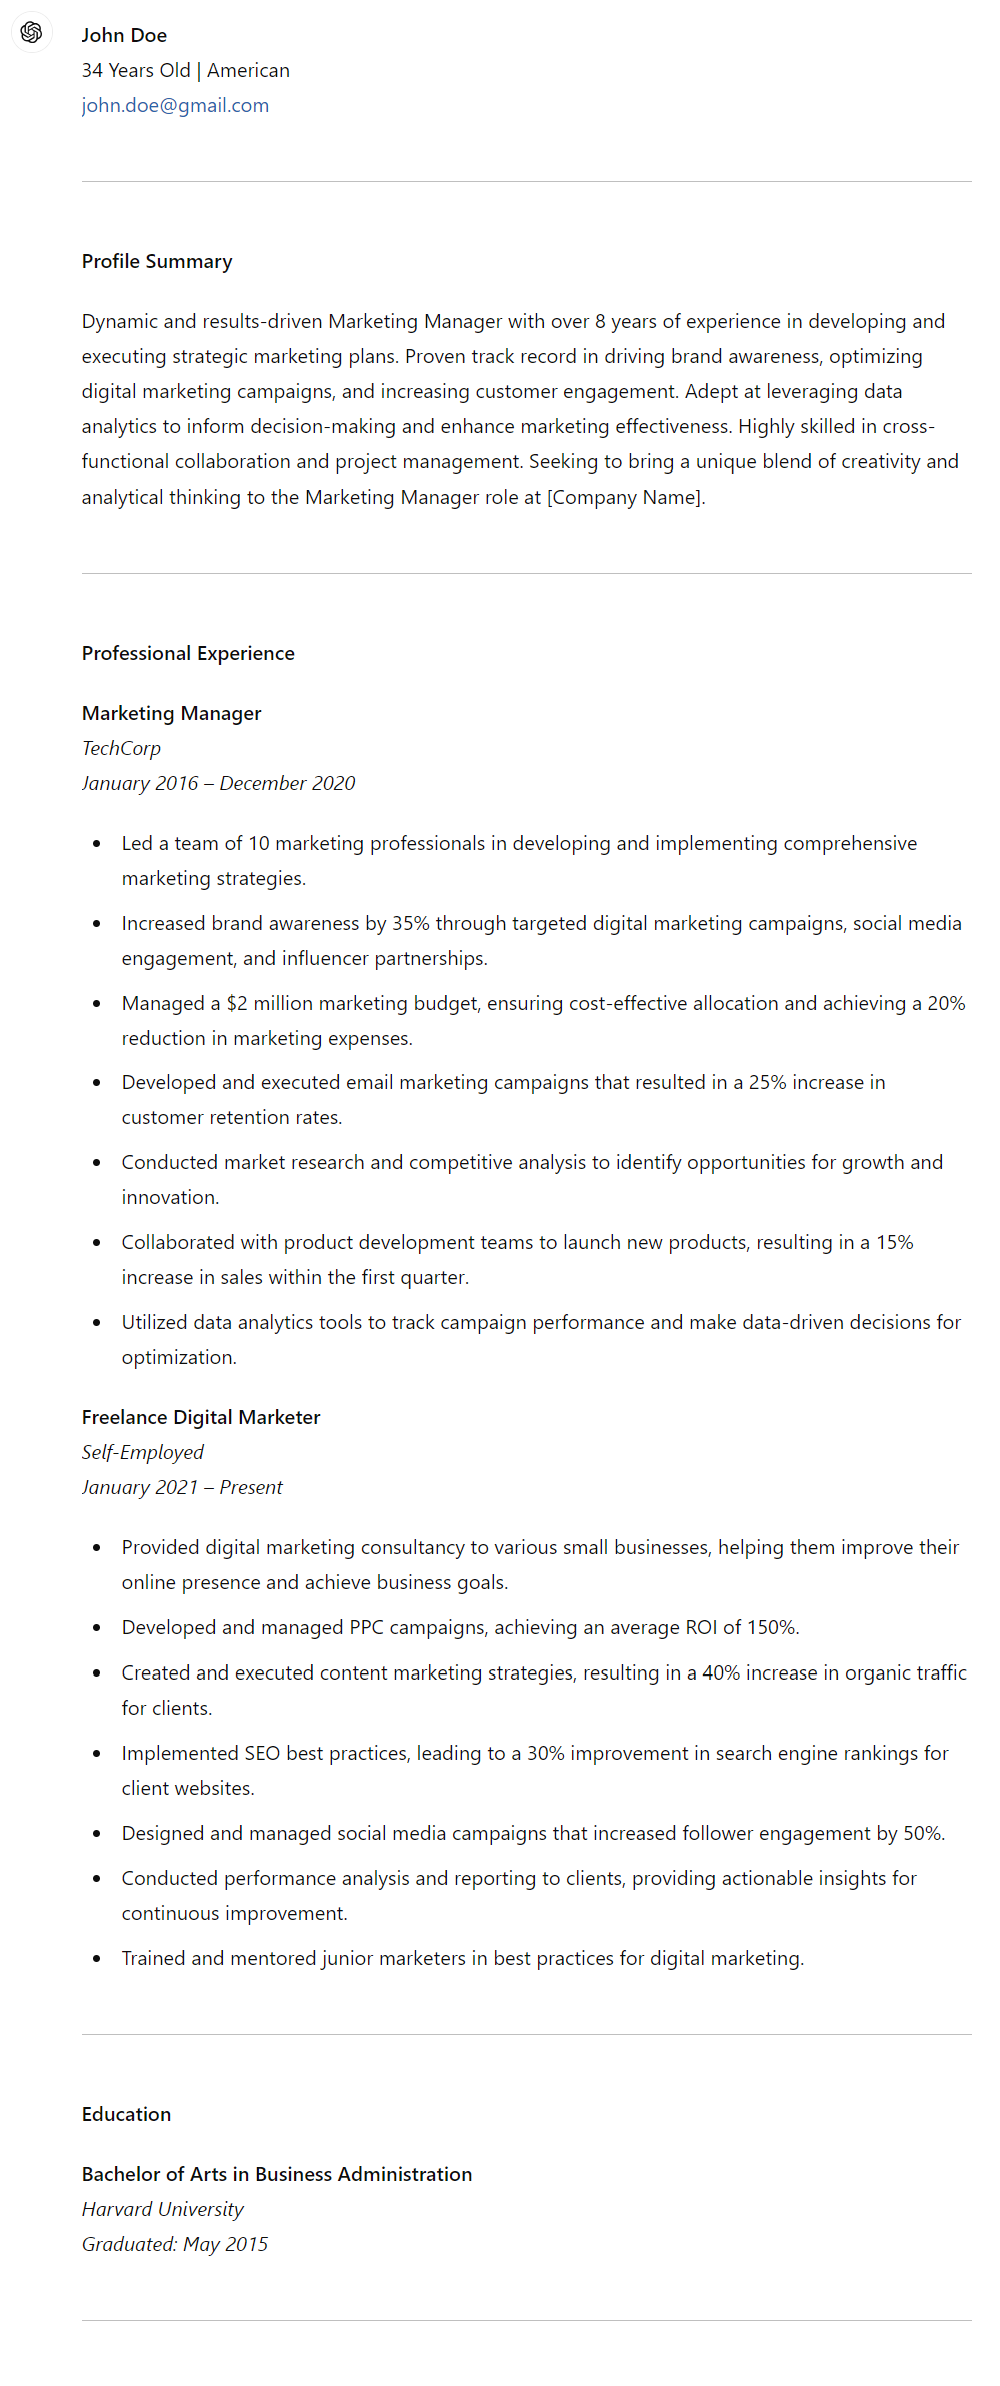 John Doe
34 Years Old | American
john.doe@gmail.com
Profile Summary
Dynamic and results-driven Marketing Manager with over 8 years of experience in developing and
executing strategic marketing plans. Proven track record in driving brand awareness, optimizing
digital marketing campaigns, and increasing customer engagement. Adept at leveraging data
analytics to inform decision-making and enhance marketing effectiveness. Highly skilled in cross-
functional collaboration and project management. Seeking to bring a unique blend of creativity and
analytical thinking to the Marketing Manager role at [Company Name].
Professional Experience
Marketing Manager
TechCorp
January 2016 – December 2020
• Led a team of 10 marketing professionals in developing and implementing comprehensive
marketing strategies.
• Increased brand awareness by 35% through targeted digital marketing campaigns, social media
engagement, and influencer partnerships.
• Managed a $2 million marketing budget, ensuring cost-effective allocation and achieving a 20%
reduction in marketing expenses.
• Developed and executed email marketing campaigns that resulted in a 25% increase in
customer retention rates.
• Conducted market research and competitive analysis to identify opportunities for growth and
innovation.
• Collaborated with product development teams to launch new products, resulting in a 15%
increase in sales within the first quarter.
• Utilized data analytics tools to track campaign performance and make data-driven decisions for
optimization.
Freelance Digital Marketer
Self-Employed
January 2021 – Present
• Provided digital marketing consultancy to various small businesses, helping them improve their
online presence and achieve business goals.
• Developed and managed PPC campaigns, achieving an average ROI of 150%.
• Created and executed content marketing strategies, resulting in a 40% increase in organic traffic
for clients.
• Implemented SEO best practices, leading to a 30% improvement in search engine rankings for
client websites.
• Designed and managed social media campaigns that increased follower engagement by 50%.
• Conducted performance analysis and reporting to clients, providing actionable insights for
continuous improvement.
• Trained and mentored junior marketers in best practices for digital marketing.
Education
Bachelor of Arts in Business Administration
Harvard University
Graduated: May 2015